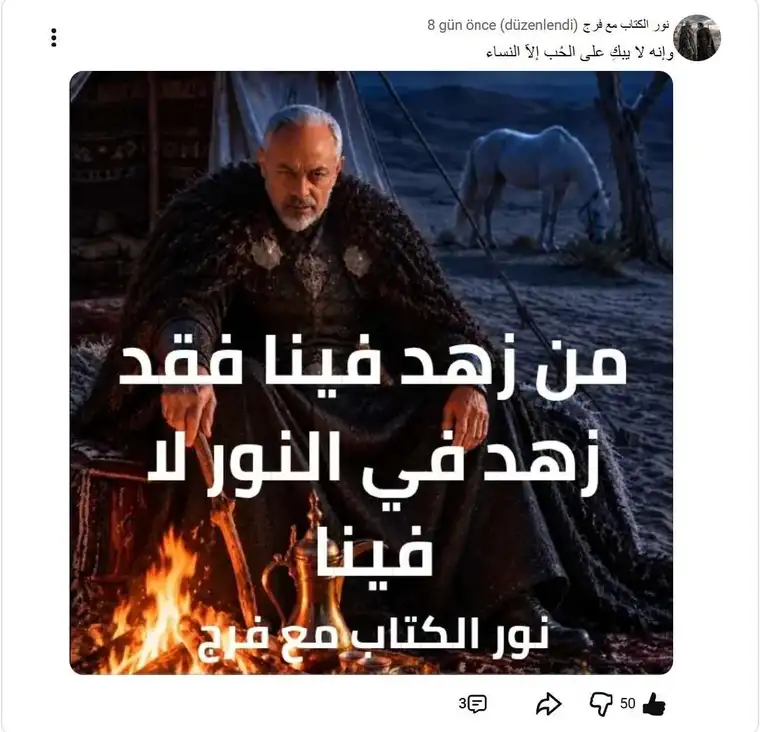 نور الكتاب مع فرج 8 gün önce (düzenlendi)
وإنه لا يبكِ على الحُب إلاّ النساء
من زهد فينا فقد
زهد في النور لا
فينا
نور الكتاب مع فرج
50
3